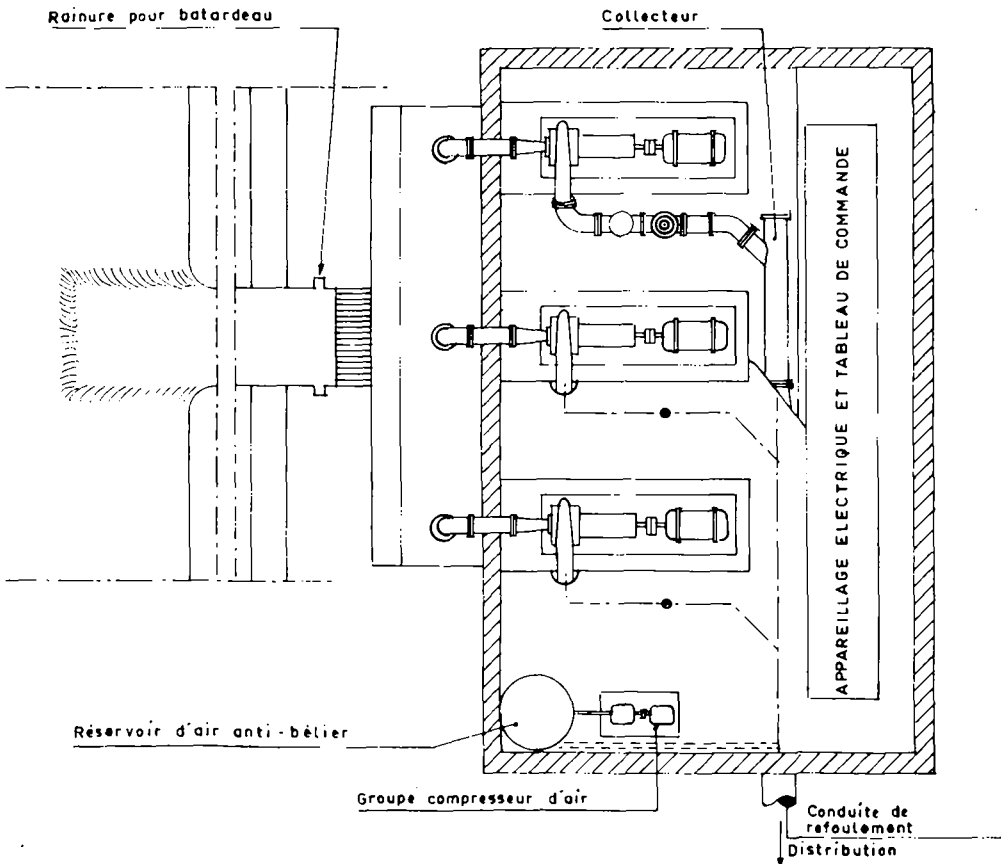 Rainure pour batardeau
Collecteur
APPAREILLAGE ELECTRIQUE ET TABLEAU DE COMMANDE
Réservoir d'air anti-bélier
Groupe compresseur d'air
Conduite de
refoulement
Distribution